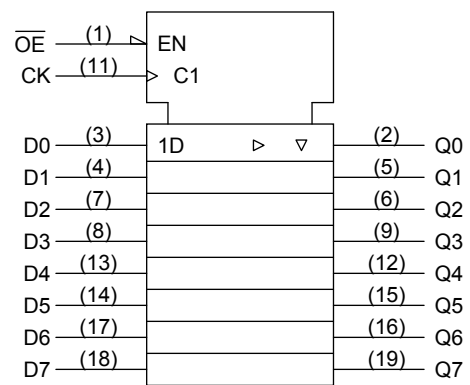 O̅E̅ (1) EN
CK (11) C1
D0 (3) 1D (2) Q0
D1 (4) (5) Q1
D2 (7) (6) Q2
D3 (8) (9) Q3
D4 (13) (12) Q4
D5 (14) (15) Q5
D6 (17) (16) Q6
D7 (18) (19) Q7